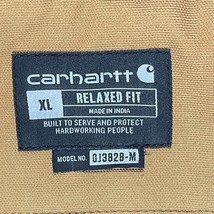 carhartt
XL
RELAXED FIT
MADE IN INDIA
BUILT TO SERVE AND PROTECT
HARDWORKING PEOPLE
MODEL NO. OJ3828-M